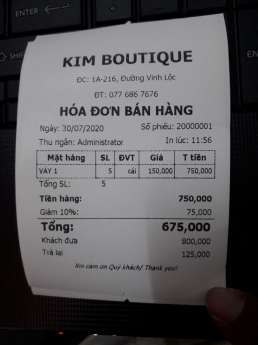 KIM BOUTIQUE
ĐC: 1A-216, Đường Vĩnh Lộc
ĐT: 077 686 7676
HÓA ĐƠN BÁN HÀNG
Ngày: 30/07/2020 Số phiếu: 20000001
Thu ngân: Administrator In lúc: 11:56
Mặt hàng SL ĐVT Giá T tiền
VÁY 1 5 cái 150,000 750,000
Tổng SL: 5
Tiền hàng: 750,000
Giảm 10%: 75,000
Tổng: 675,000
Khách đưa 800,000
Trả lại 125,000
Xin cảm ơn Quý khách/ Thank you!
ENTER
SHIFT